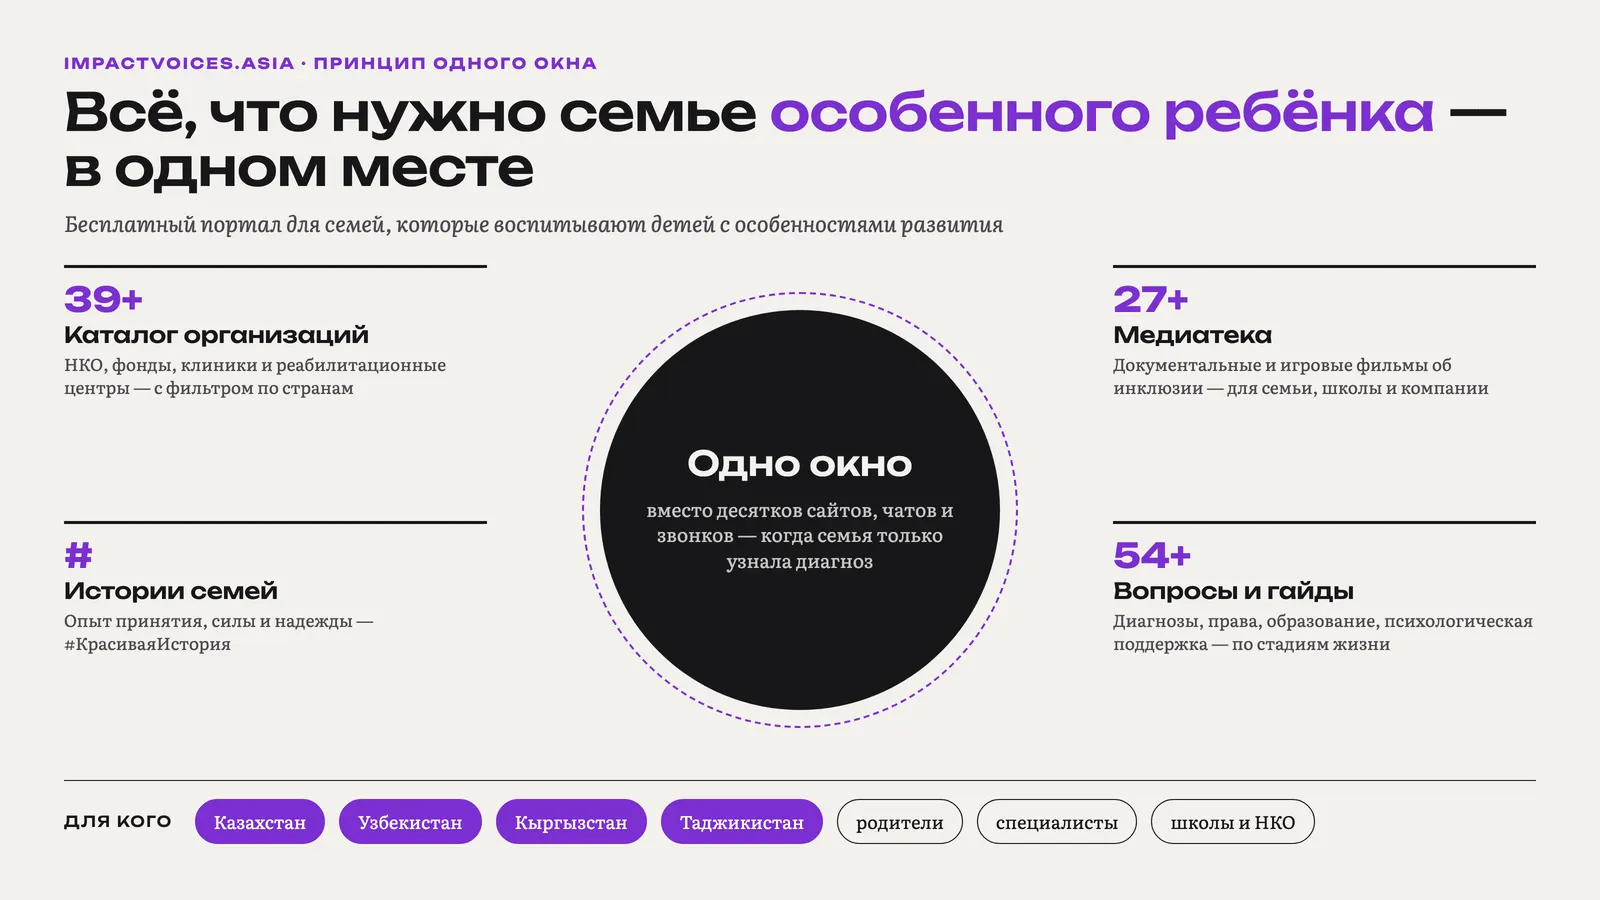 IMPACTVOICES.ASIA · ПРИНЦИП ОДНОГО ОКНА
Всё, что нужно семье особенного ребёнка —
в одном месте
Бесплатный портал для семей, которые воспитывают детей с особенностями развития
39+
Каталог организаций
НКО, фонды, клиники и реабилитационные
центры — с фильтром по странам
#
Истории семей
Опыт принятия, силы и надежды —
#КрасиваяИстория
Одно окно
вместо десятков сайтов, чатов и
звонков — когда семья только
узнала диагноз
27+
Медиатека
Документальные и игровые фильмы об
инклюзии — для семьи, школы и компании
54+
Вопросы и гайды
Диагнозы, права, образование, психологическая
поддержка — по стадиям жизни
ДЛЯ КОГО
Казахстан
Узбекистан
Кыргызстан
Таджикистан
родители
специалисты
школы и НКО